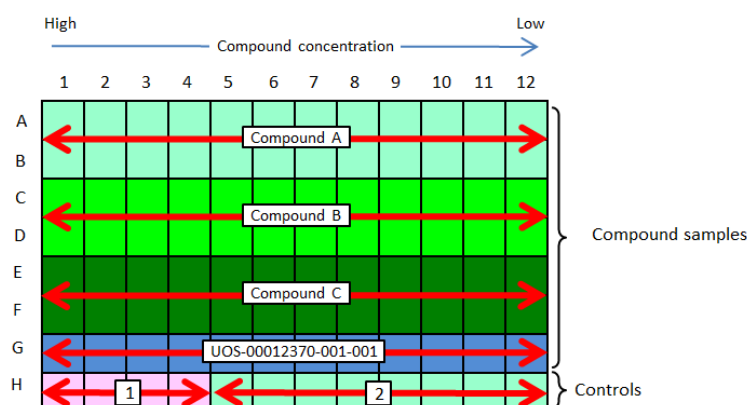 High Low
Compound concentration
1 2 3 4 5 6 7 8 9 10 11 12
A
Compound A
B
C
Compound B
D
Compound samples
E
Compound C
F
G UOS-00012370-001-001
H 1 2 Controls